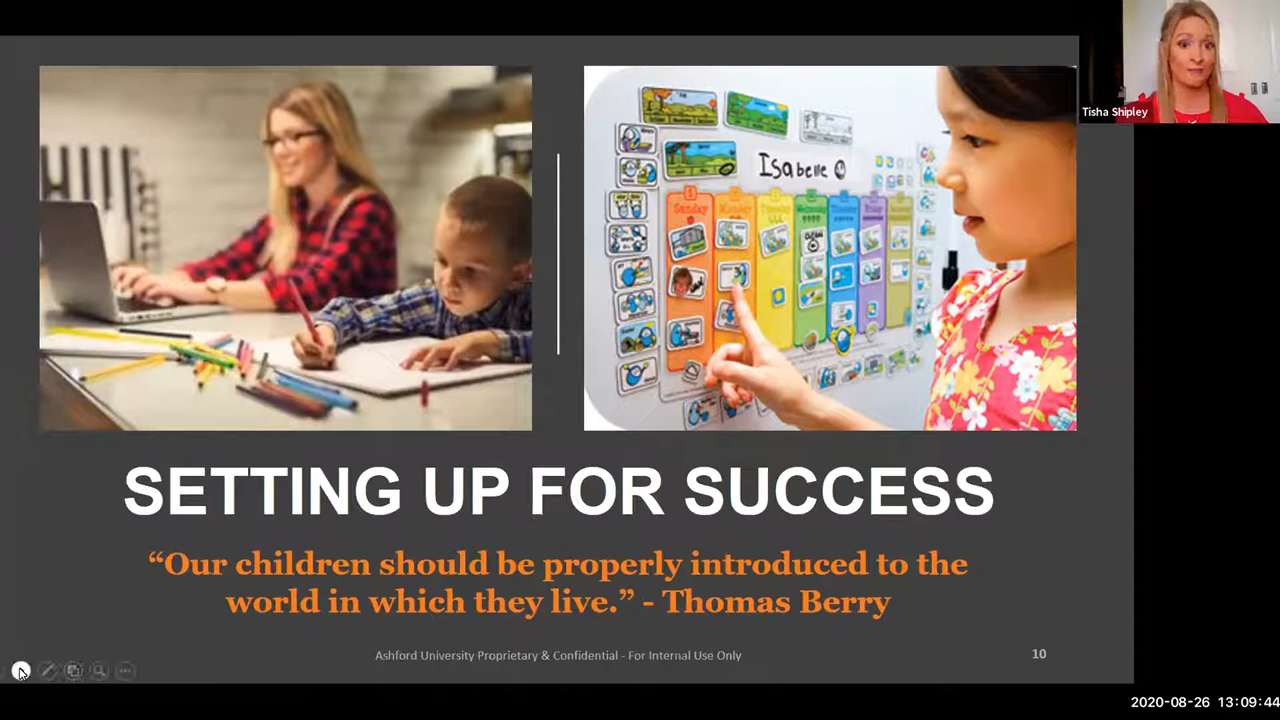 Tisha Shipley
Isabelle
Sunday
Monday
SETTING UP FOR SUCCESS
“Our children should be properly introduced to the
world in which they live.” - Thomas Berry
Ashford University Proprietary & Confidential - For Internal Use Only
10
2020-08-26 13:09:44